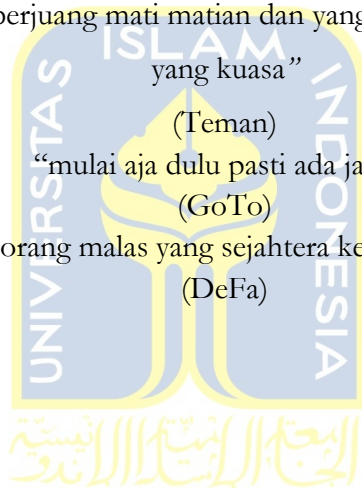 perjuang mati matian dan yang
yang kuasa”
(Teman)
“mulai aja dulu pasti ada ja
(GoTo)
orang malas yang sejahtera ke
(DeFa)
UNIVERSITAS
ISLAM
INDONESIA